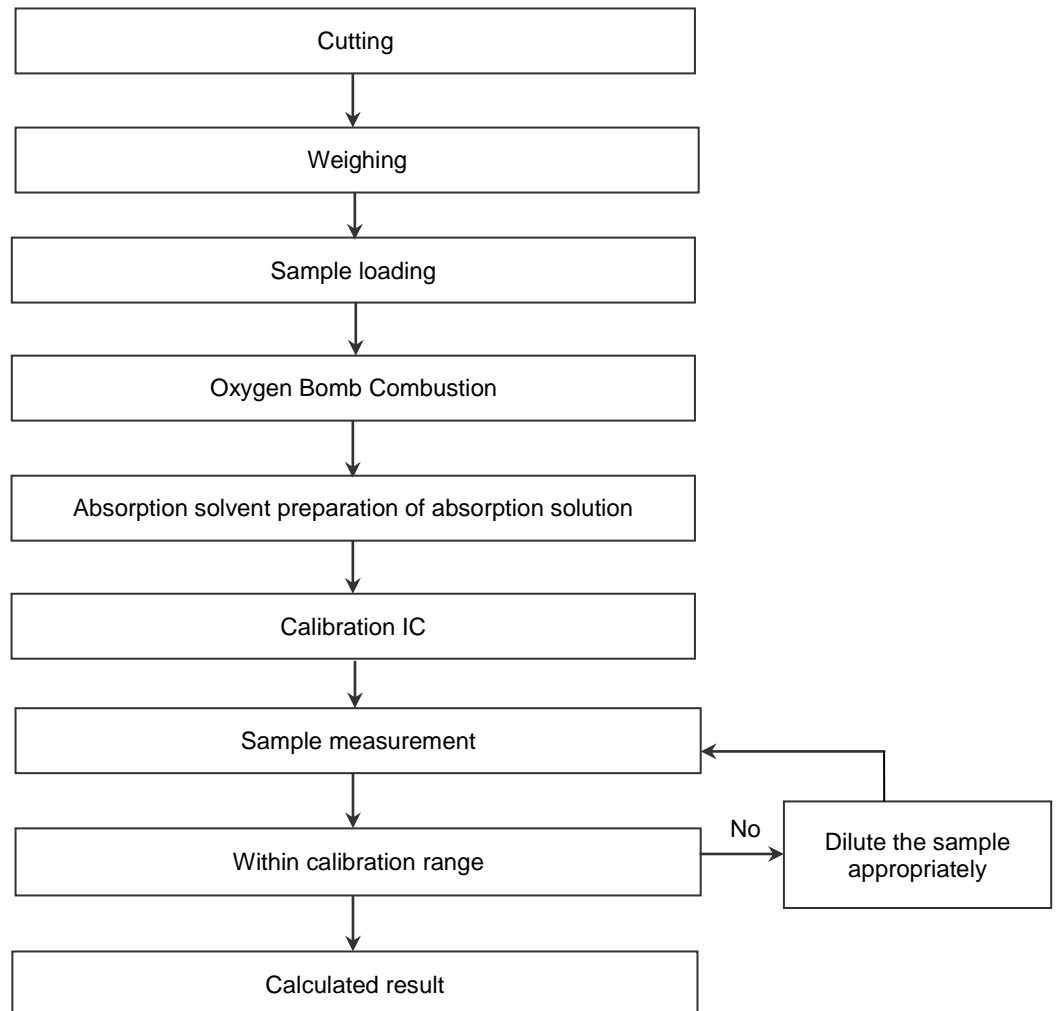 Cutting
Weighing
Sample loading
Oxygen Bomb Combustion
Absorption solvent preparation of absorption solution
Calibration IC
Sample measurement
Within calibration range
No
Dilute the sample
appropriately
Calculated result